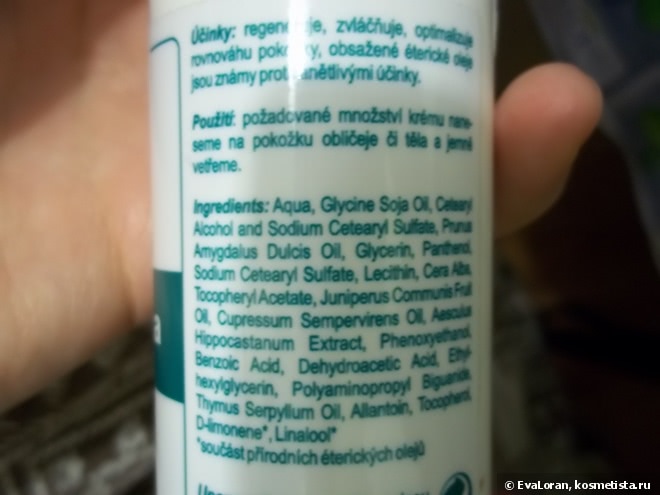 Účinky: regeneruje, zvláčňuje, optimalizuje
rovnováhu pokožky, obsažené éterické oleje
jsou známy protizánětlivými účinky.
Použití: požadované množství krému nane-
seme na pokožku obličeje či těla a jemně
vetřeme.
Ingredients: Aqua, Glycine Soja Oil, Cetearyl
Alcohol and Sodium Cetearyl Sulfate, Prunus
Amygdalus Dulcis Oil, Glycerin, Panthenol,
Sodium Cetearyl Sulfate, Lecithin, Cera Alba,
Tocopheryl Acetate, Juniperus Communis Fruit
Oil, Cupressum Sempervirens Oil, Aesculus
Hippocastanum Extract, Phenoxyethanol,
Benzoic Acid, Dehydroacetic Acid, Ethyl-
hexylglycerin, Polyaminopropyl Biguanide,
Thymus Serpyllum Oil, Allantoin, Tocopherol,
D-limonene*, Linalool*
*součást přírodních éterických olejů
a
© EvaLoran, kosmetista.ru